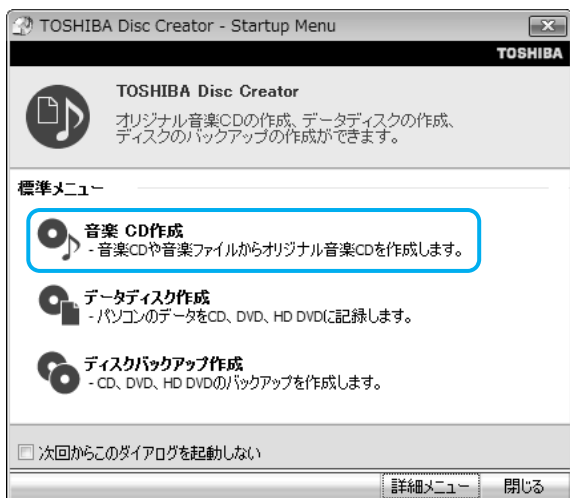 TOSHIBA Disc Creator - Startup Menu
TOSHIBA
TOSHIBA Disc Creator
オリジナル音楽CDの作成、データディスクの作成、
ディスクのバックアップの作成ができます。
標準メニュー
音楽 CD作成
- 音楽CDや音楽ファイルからオリジナル音楽CDを作成します。
データディスク作成
- パソコンのデータをCD、DVD、HD DVDに記録します。
ディスクバックアップ作成
- CD、DVD、HD DVDのバックアップを作成します。
次回からこのダイアログを起動しない
詳細メニュー 閉じる